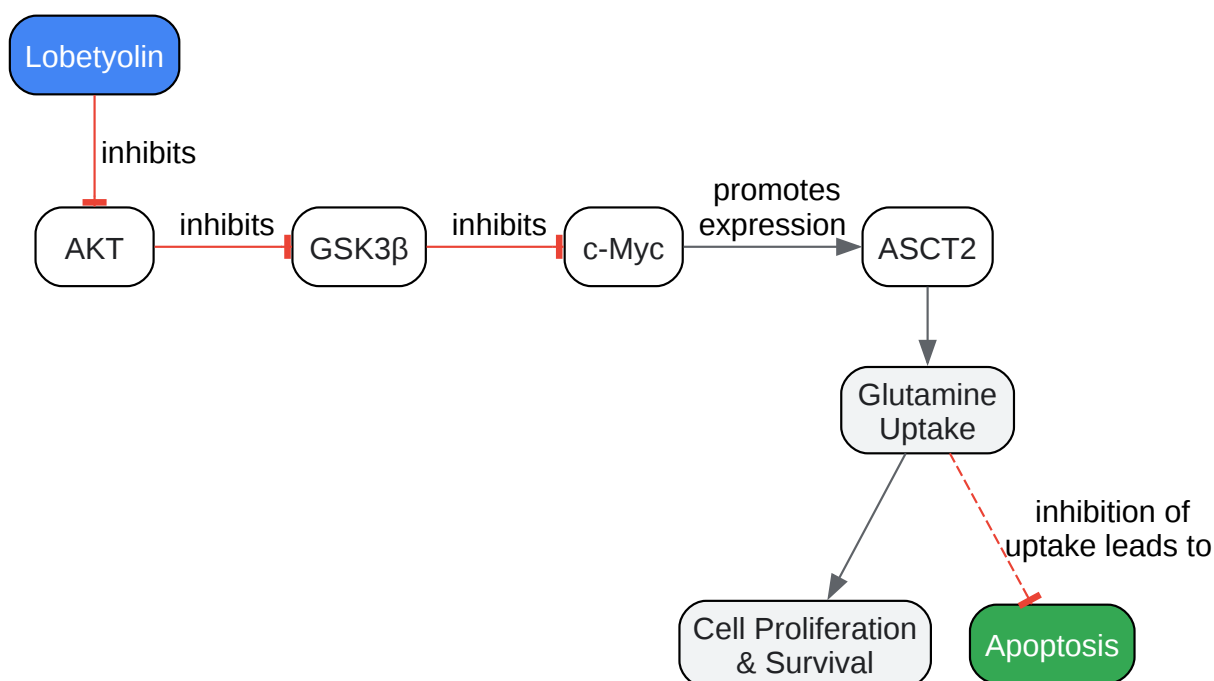 Lobetyolin
inhibits
AKT
inhibits
GSK3β
inhibits
c-Myc
promotes
expression
ASCT2
Glutamine
Uptake
inhibition of
uptake leads to
Cell Proliferation
& Survival
Apoptosis